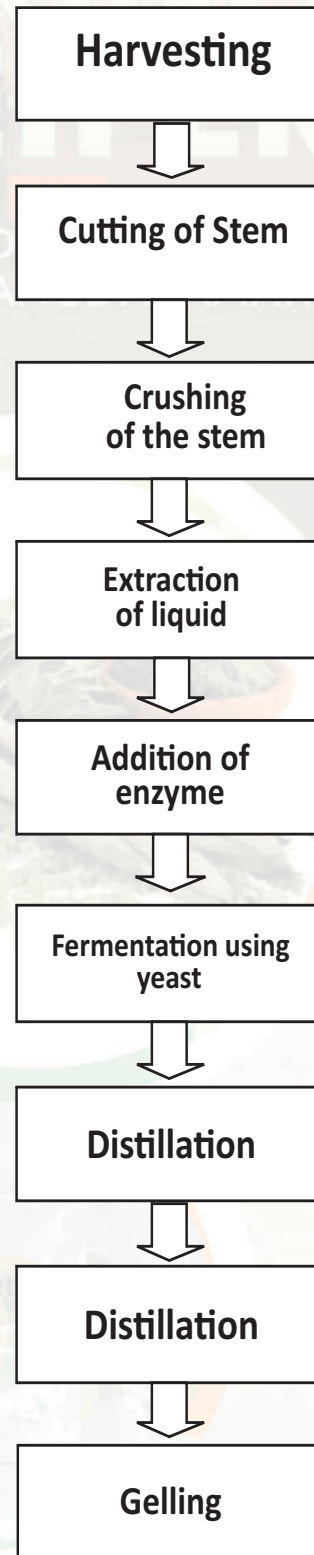 Harvesting
Cutting of Stem
Crushing
of the stem
Extraction
of liquid
Addition of
enzyme
Fermentation using
yeast
Distillation
Distillation
Gelling